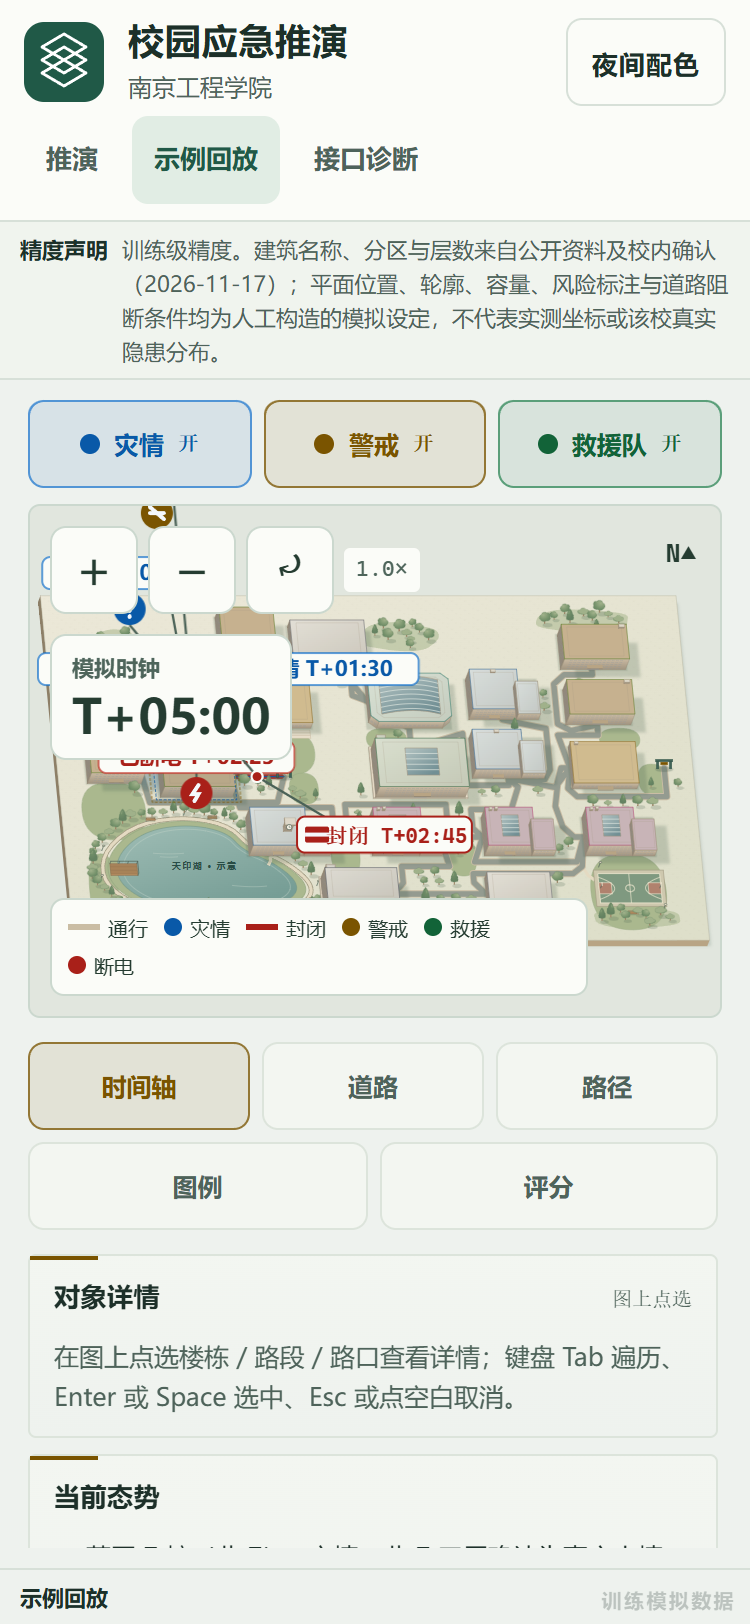 校园应急推演
南京工程学院
夜间配色
推演
示例回放
接口诊断
精度声明
训练级精度。建筑名称、分区与层数来自公开资料及校内确认
（2026-11-17）；平面位置、轮廓、容量、风险标注与道路阻
断条件均为人工构造的模拟设定，不代表实测坐标或该校真实
隐患分布。
灾情 开
警戒 开
救援队 开
+
−
1.0×
N▲
模拟时钟
T+05:00
T+01:30
封闭 T+02:45
天印湖·示意
通行 灾情 封闭 警戒 救援
断电
时间轴
道路
路径
图例
评分
对象详情
图上点选
在图上点选楼栋 / 路段 / 路口查看详情；键盘 Tab 遍历、
Enter 或 Space 选中、Esc 或点空白取消。
当前态势
示例回放
训练模拟数据